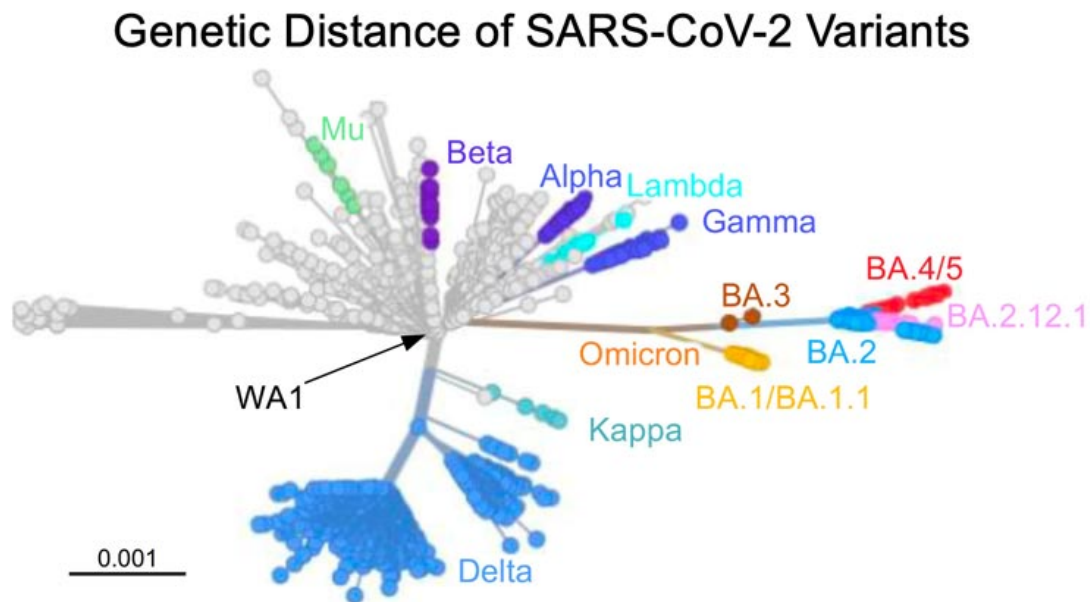 Genetic Distance of SARS-CoV-2 Variants
Mu
Beta
Alpha
Lambda
Gamma
BA.4/5
BA.3
BA.2.12.1
Omicron
BA.2
WA1
BA.1/BA.1.1
Kappa
0.001
Delta